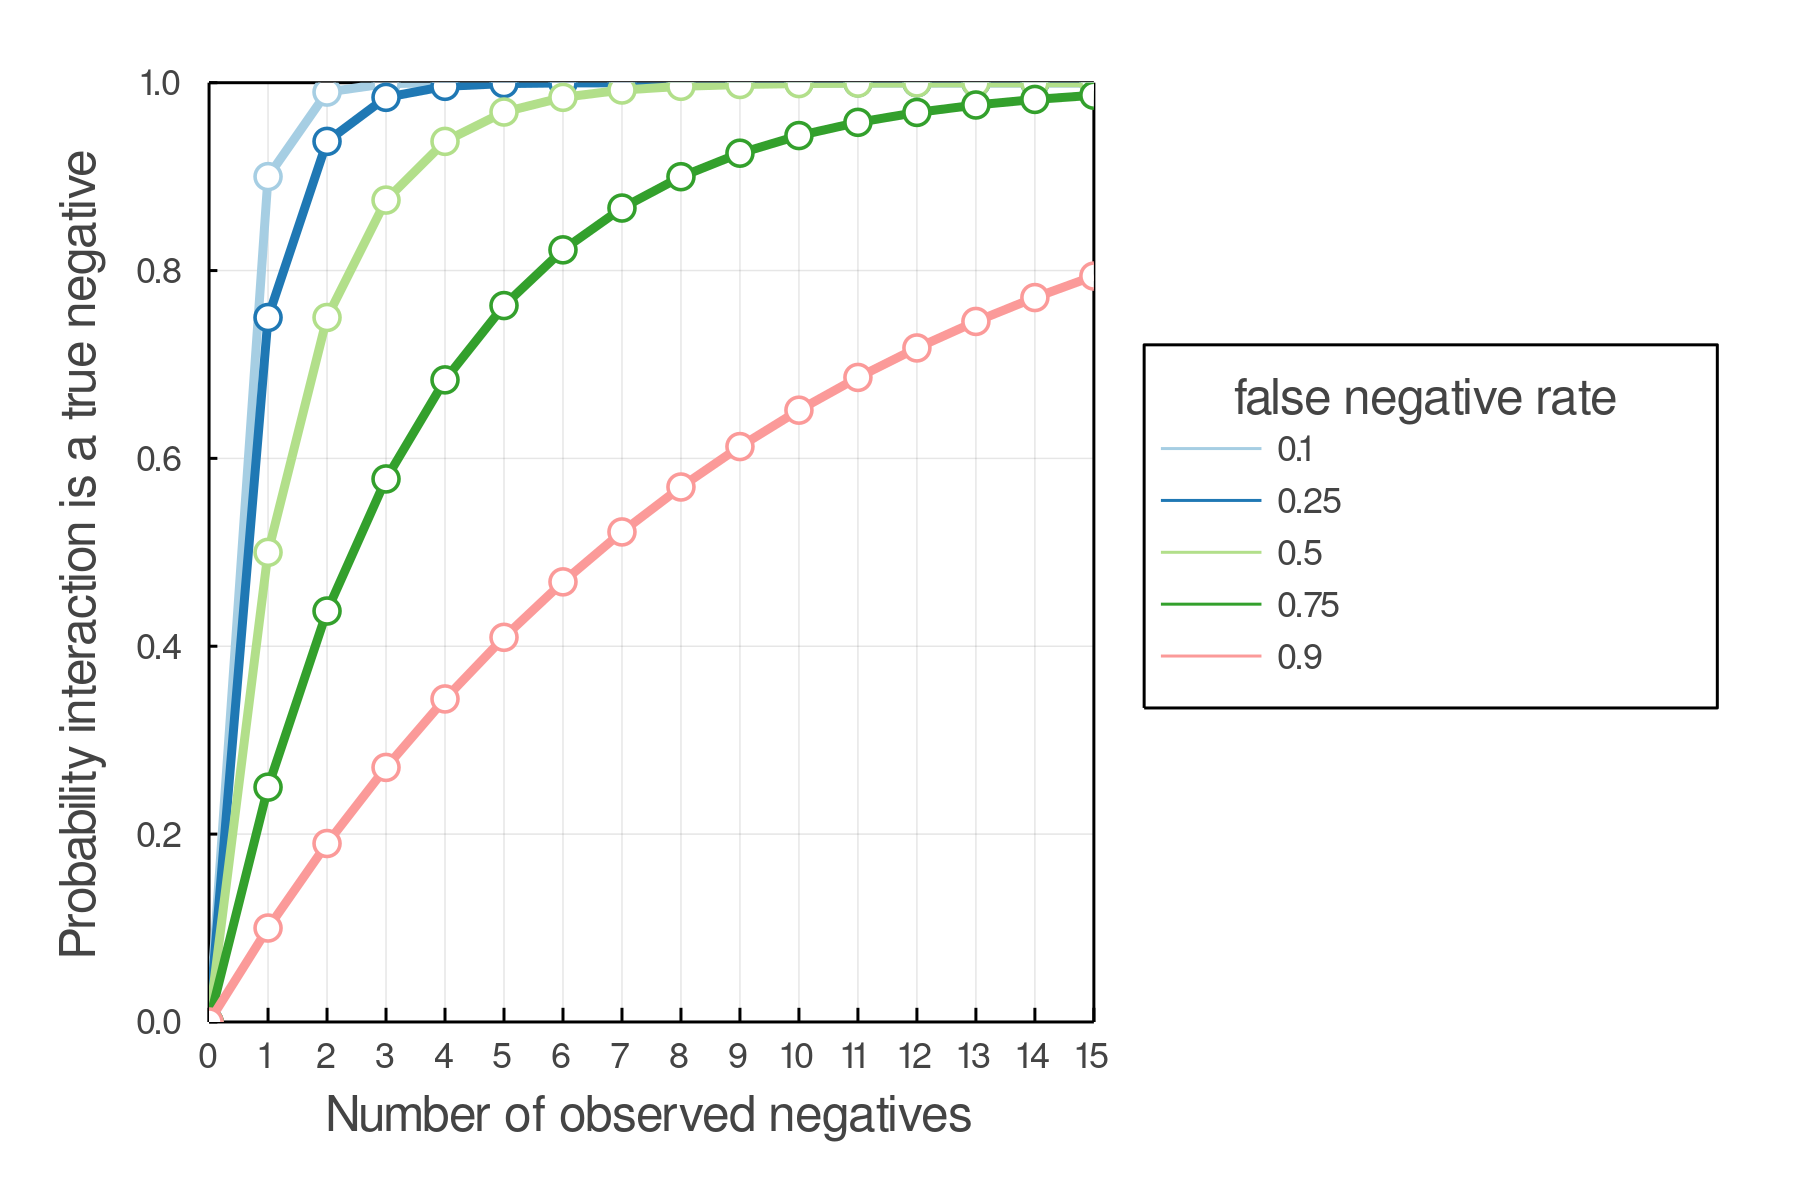 Probability interaction is a true negative
1.0
0.8
0.6
0.4
0.2
0.0
0 1 2 3 4 5 6 7 8 9 10 11 12 13 14 15
Number of observed negatives
false negative rate
0.1
0.25
0.5
0.75
0.9